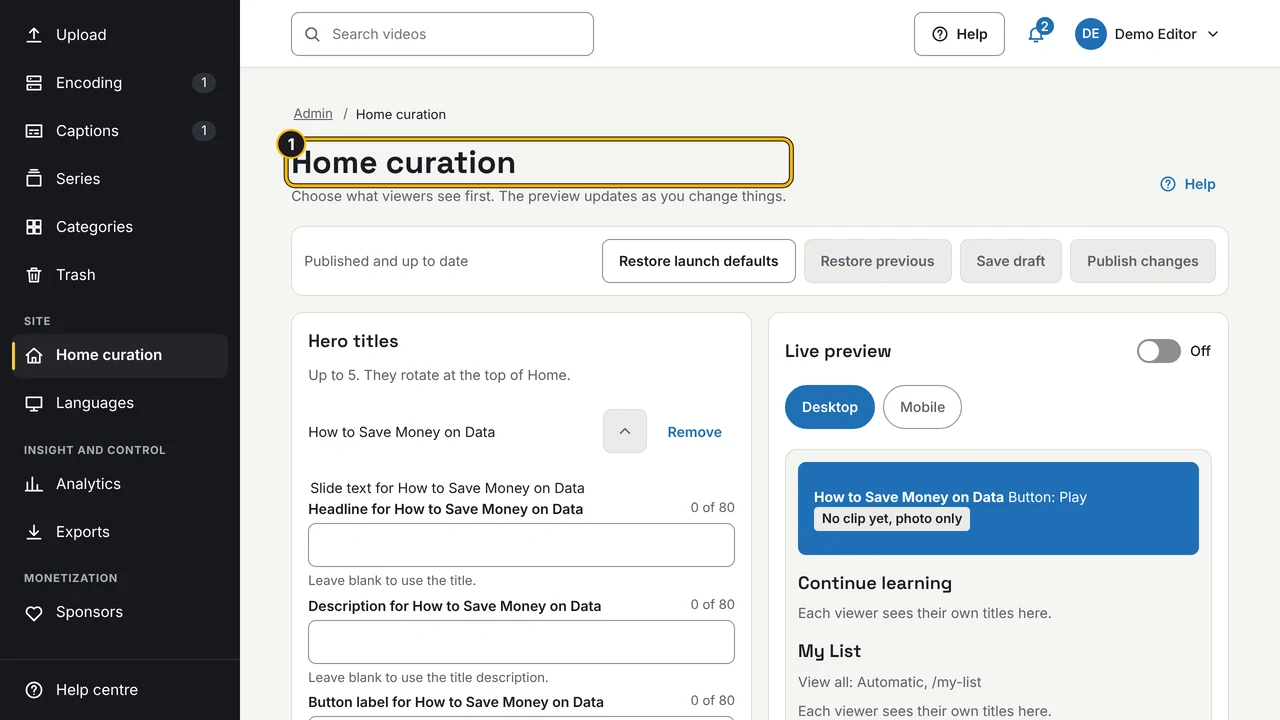 Upload
Encoding 1
Captions 1
Series
Categories
Trash
SITE
Home curation
Languages
INSIGHT AND CONTROL
Analytics
Exports
MONETIZATION
Sponsors
Help centre
Search videos
Help
2
DE Demo Editor
Admin / Home curation
1
Home curation
Choose what viewers see first. The preview updates as you change things.
Help
Published and up to date
Restore launch defaults
Restore previous
Save draft
Publish changes
Hero titles
Up to 5. They rotate at the top of Home.
How to Save Money on Data
Remove
Slide text for How to Save Money on Data
Headline for How to Save Money on Data 0 of 80
Leave blank to use the title.
Description for How to Save Money on Data 0 of 80
Leave blank to use the title description.
Button label for How to Save Money on Data 0 of 80
Live preview
Off
Desktop
Mobile
How to Save Money on Data Button: Play
No clip yet, photo only
Continue learning
Each viewer sees their own titles here.
My List
View all: Automatic, /my-list
Each viewer sees their own titles here.